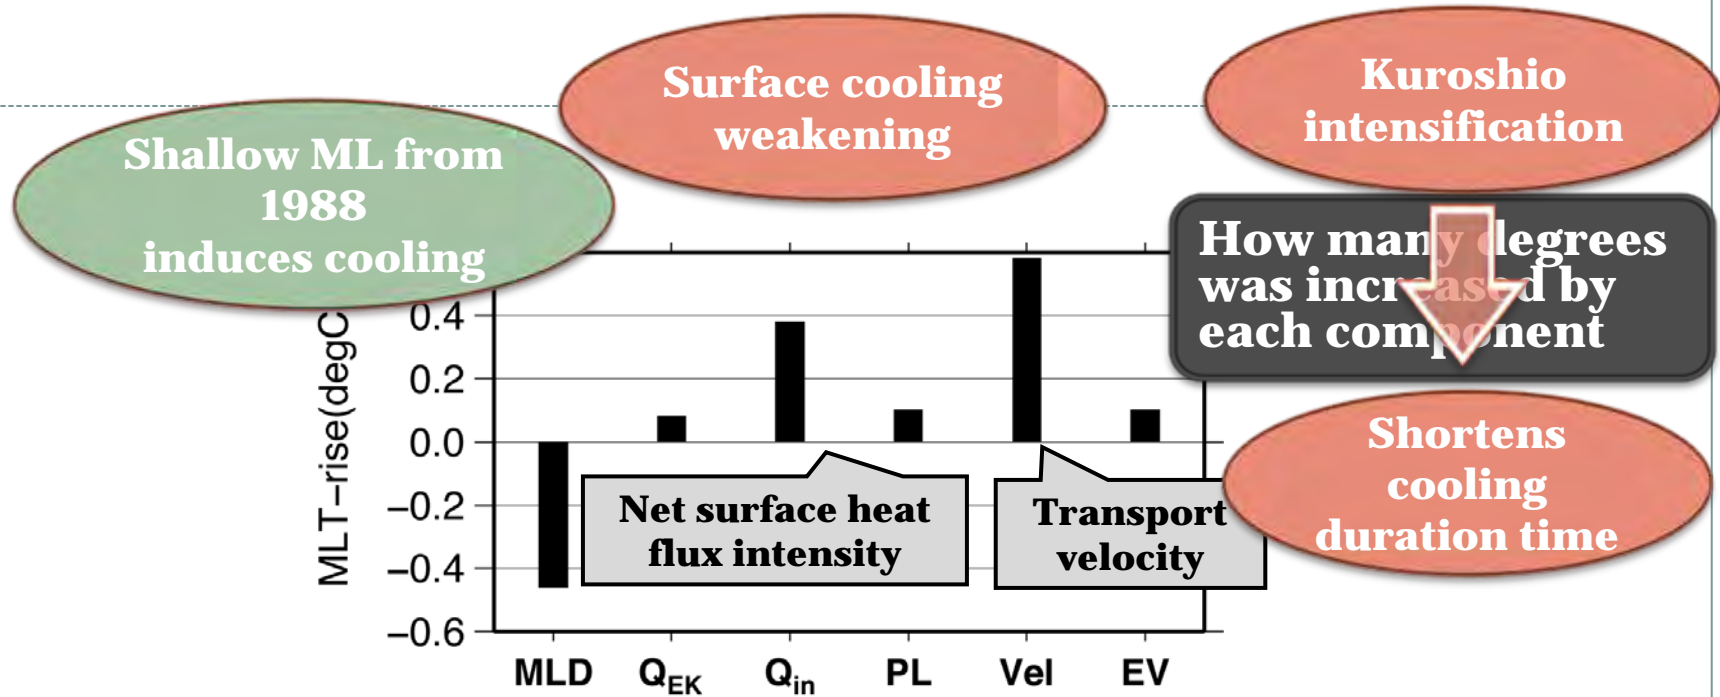 Surface cooling
weakening
Kuroshio
intensification
Shallow ML from
1988
induces cooling
How many degrees
was increased by
each component
MLT-rise(degC
0.4
0.2
0.0
−0.2
−0.4
−0.6
Net surface heat
flux intensity
Transport
velocity
Shortens
cooling
duration time
MLD
Q_EK
Q_in
PL
Vel
EV